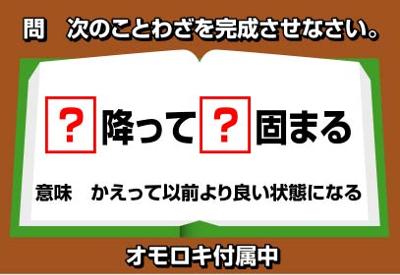 問　次のことわざを完成させなさい。
?降って?固まる
意味　かえって以前より良い状態になる
オモロキ付属中